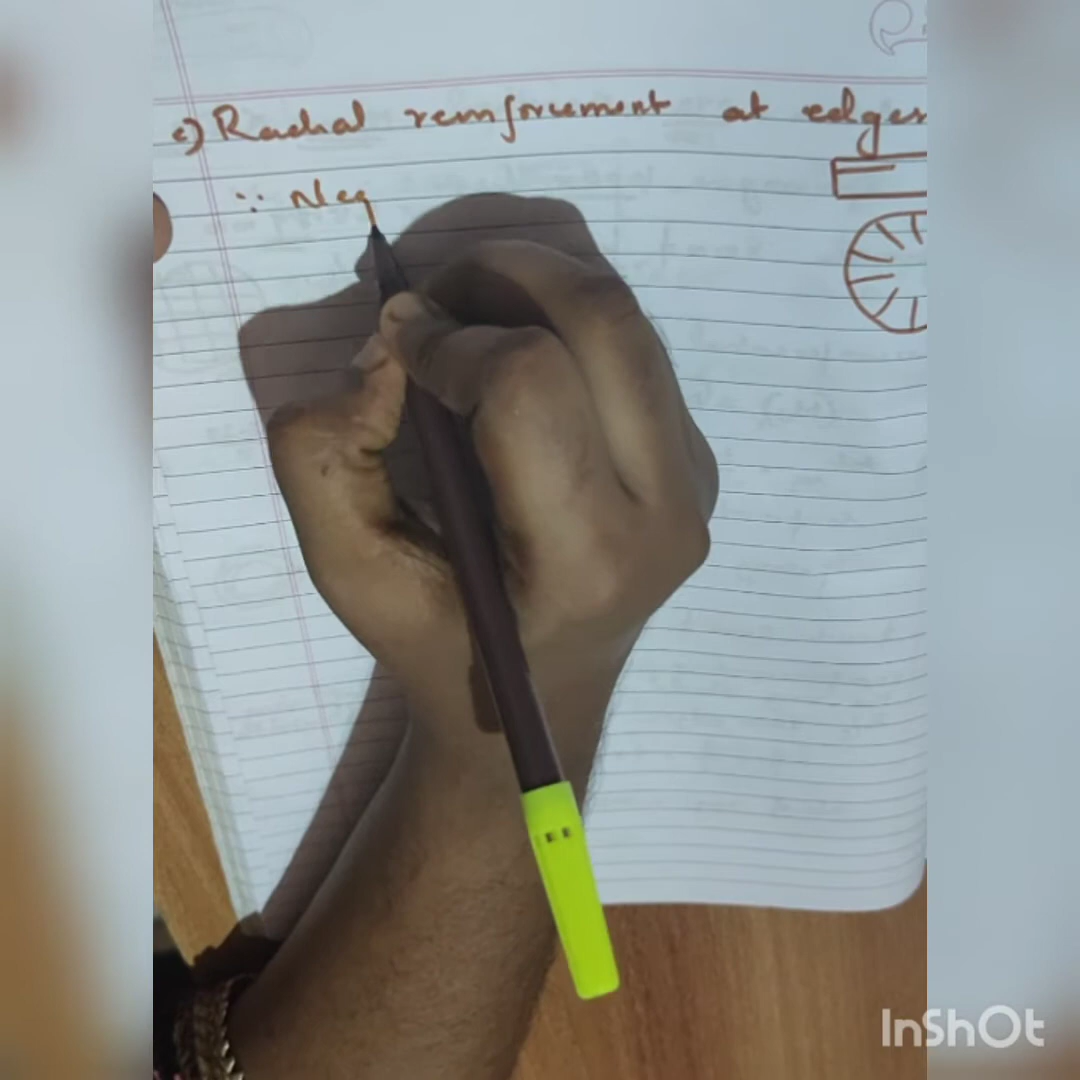 c) Radial reinforcement at edges
∵ Neg
InShOt